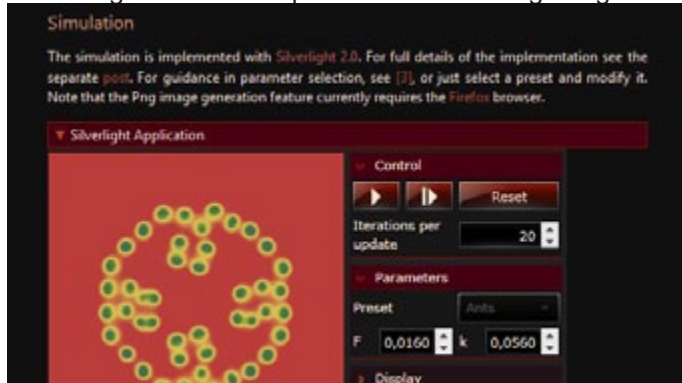 Simulation
The simulation is implemented with Silverlight 2.0. For full details of the implementation see the
separate post. For guidance in parameter selection, see [3], or just select a preset and modify it.
Note that the Png image generation feature currently requires the Firefox browser.
Silverlight Application
Control
Reset
Iterations per
update
20
Parameters
Preset Ants
F 0,0160 k 0,0560
Display